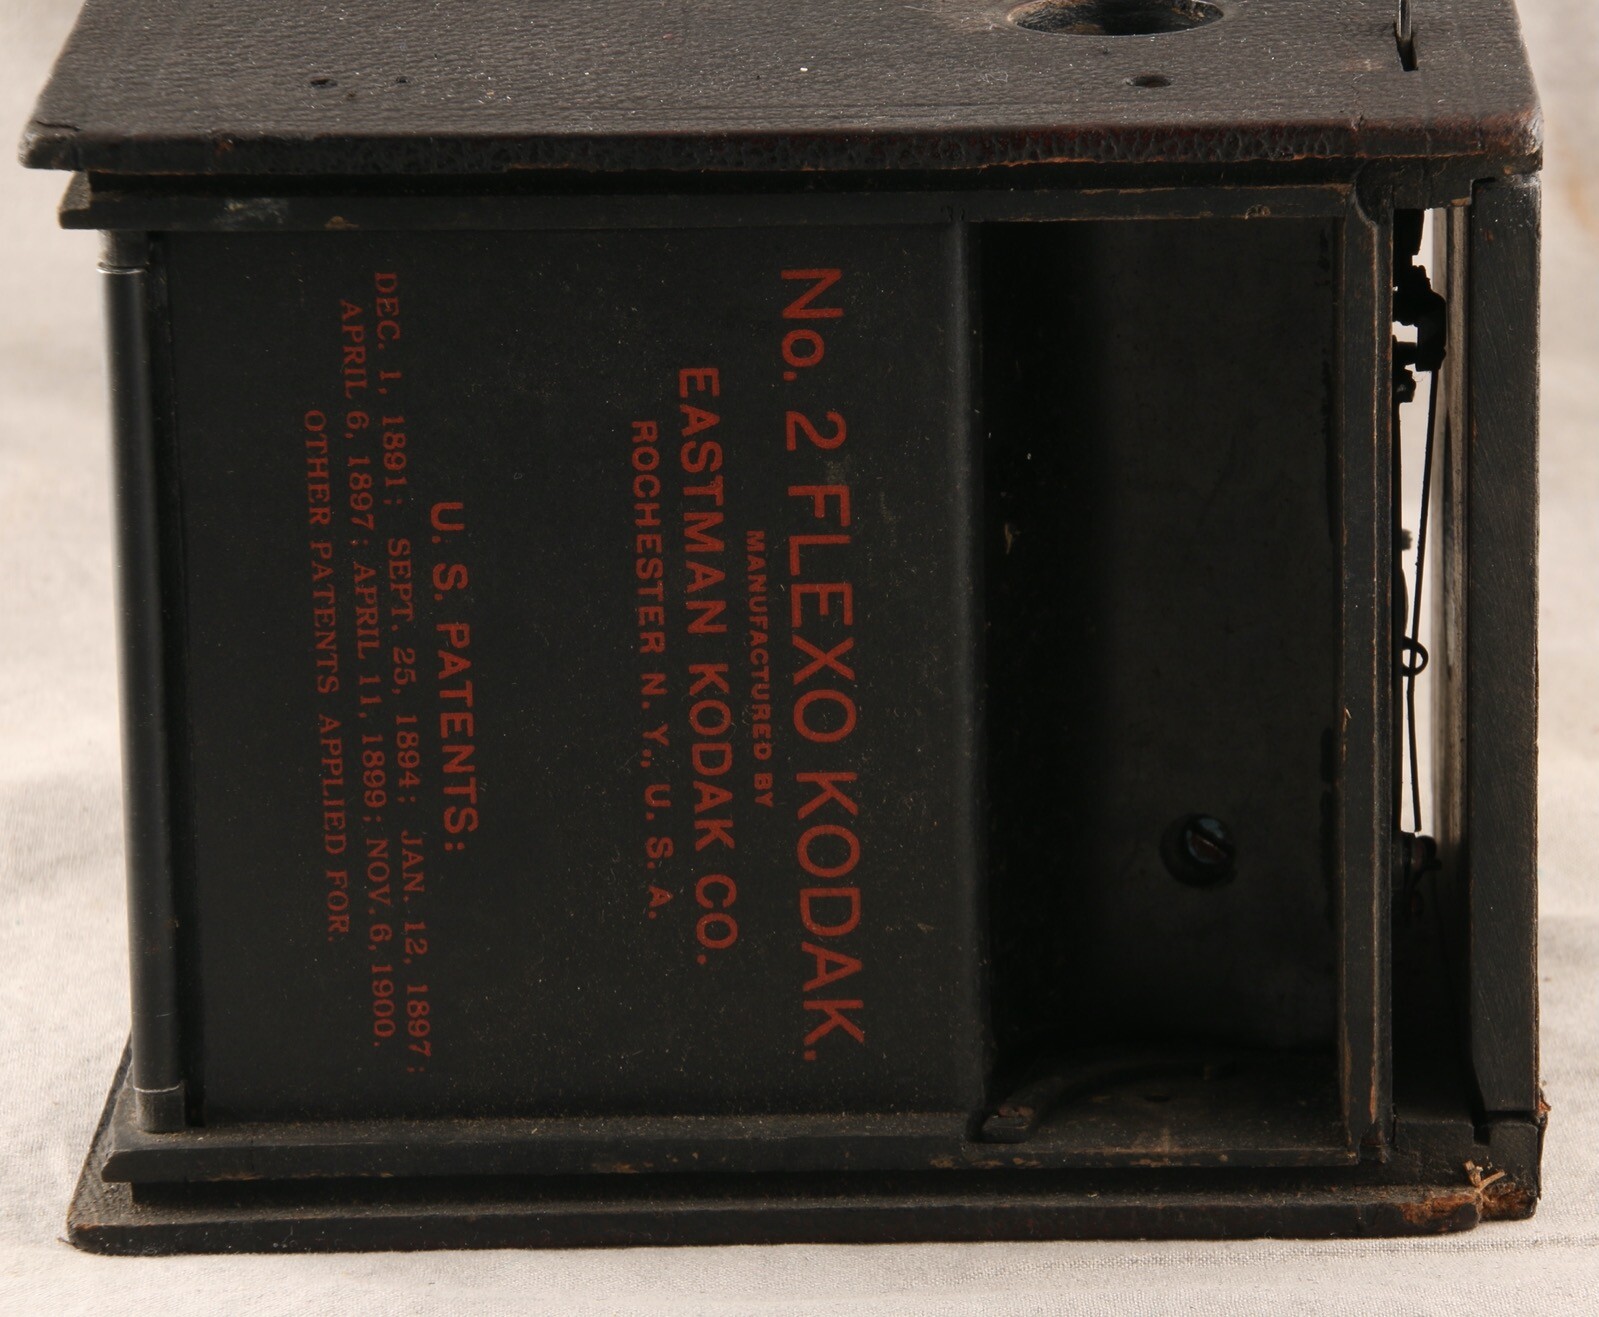 No. 2 FLEXO KODAK.
MANUFACTURED BY
EASTMAN KODAK CO.
ROCHESTER N. Y., U. S. A.
U. S. PATENTS:
DEC. 1, 1891; SEPT. 25, 1894; JAN. 12, 1897;
APRIL 6, 1897; APRIL 11, 1899; NOV. 6, 1900.
OTHER PATENTS APPLIED FOR.